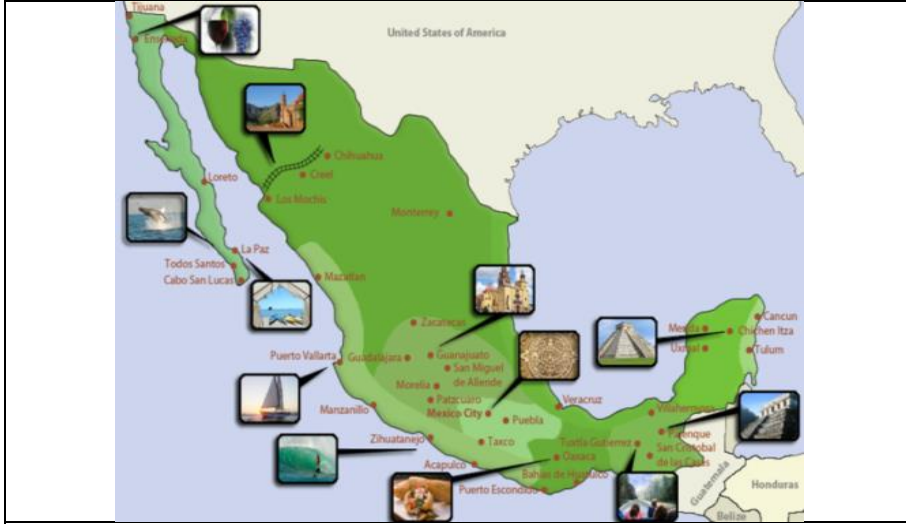 Tijuana
United States of America
Ensenada
Chihuahua
Creel
Loreto
Los Mochis
Monterrey
La Paz
Todos Santos
Cabo San Lucas
Mazatlan
Zacatecas
Cancun
Merida
Chichen Itza
Puerto Vallarta
Guadalajara
Guanajuato
Uxmal
Tulum
San Miguel
de Allende
Morelia
Patzcuaro
Manzanillo
Mexico City
Veracruz
Villahermosa
Puebla
Zihuatanejo
Taxco
Tuxtla Gutierrez
Palenque
Oaxaca
San Cristobal
de las Casas
Acapulco
Bahias de Huatulco
Puerto Escondido
Guatemala
Honduras
Belize